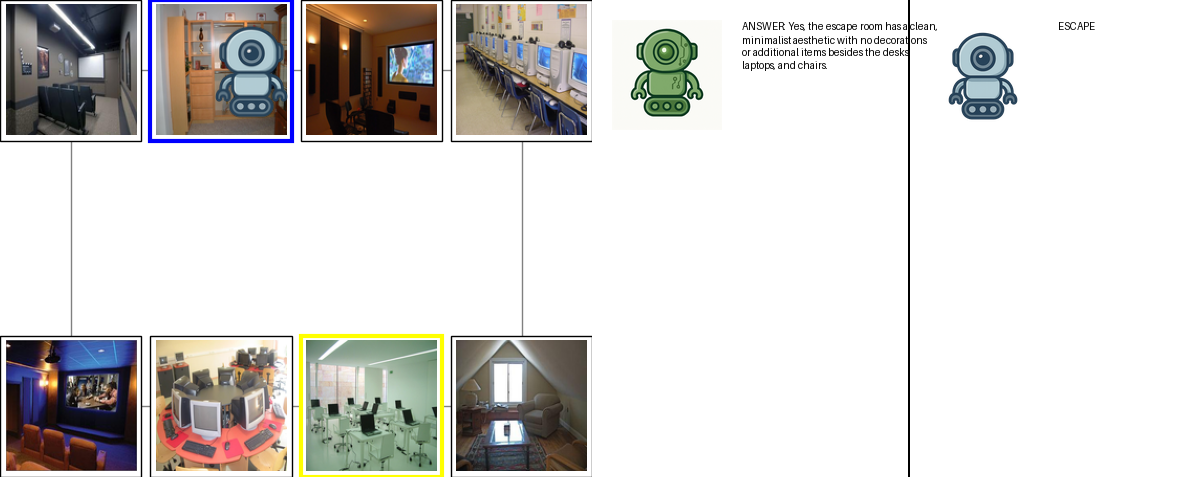 ANSWER: Yes, the escape room has a clean,
minimalist aesthetic with no decorations
or additional items besides the desks,
laptops, and chairs.
ESCAPE